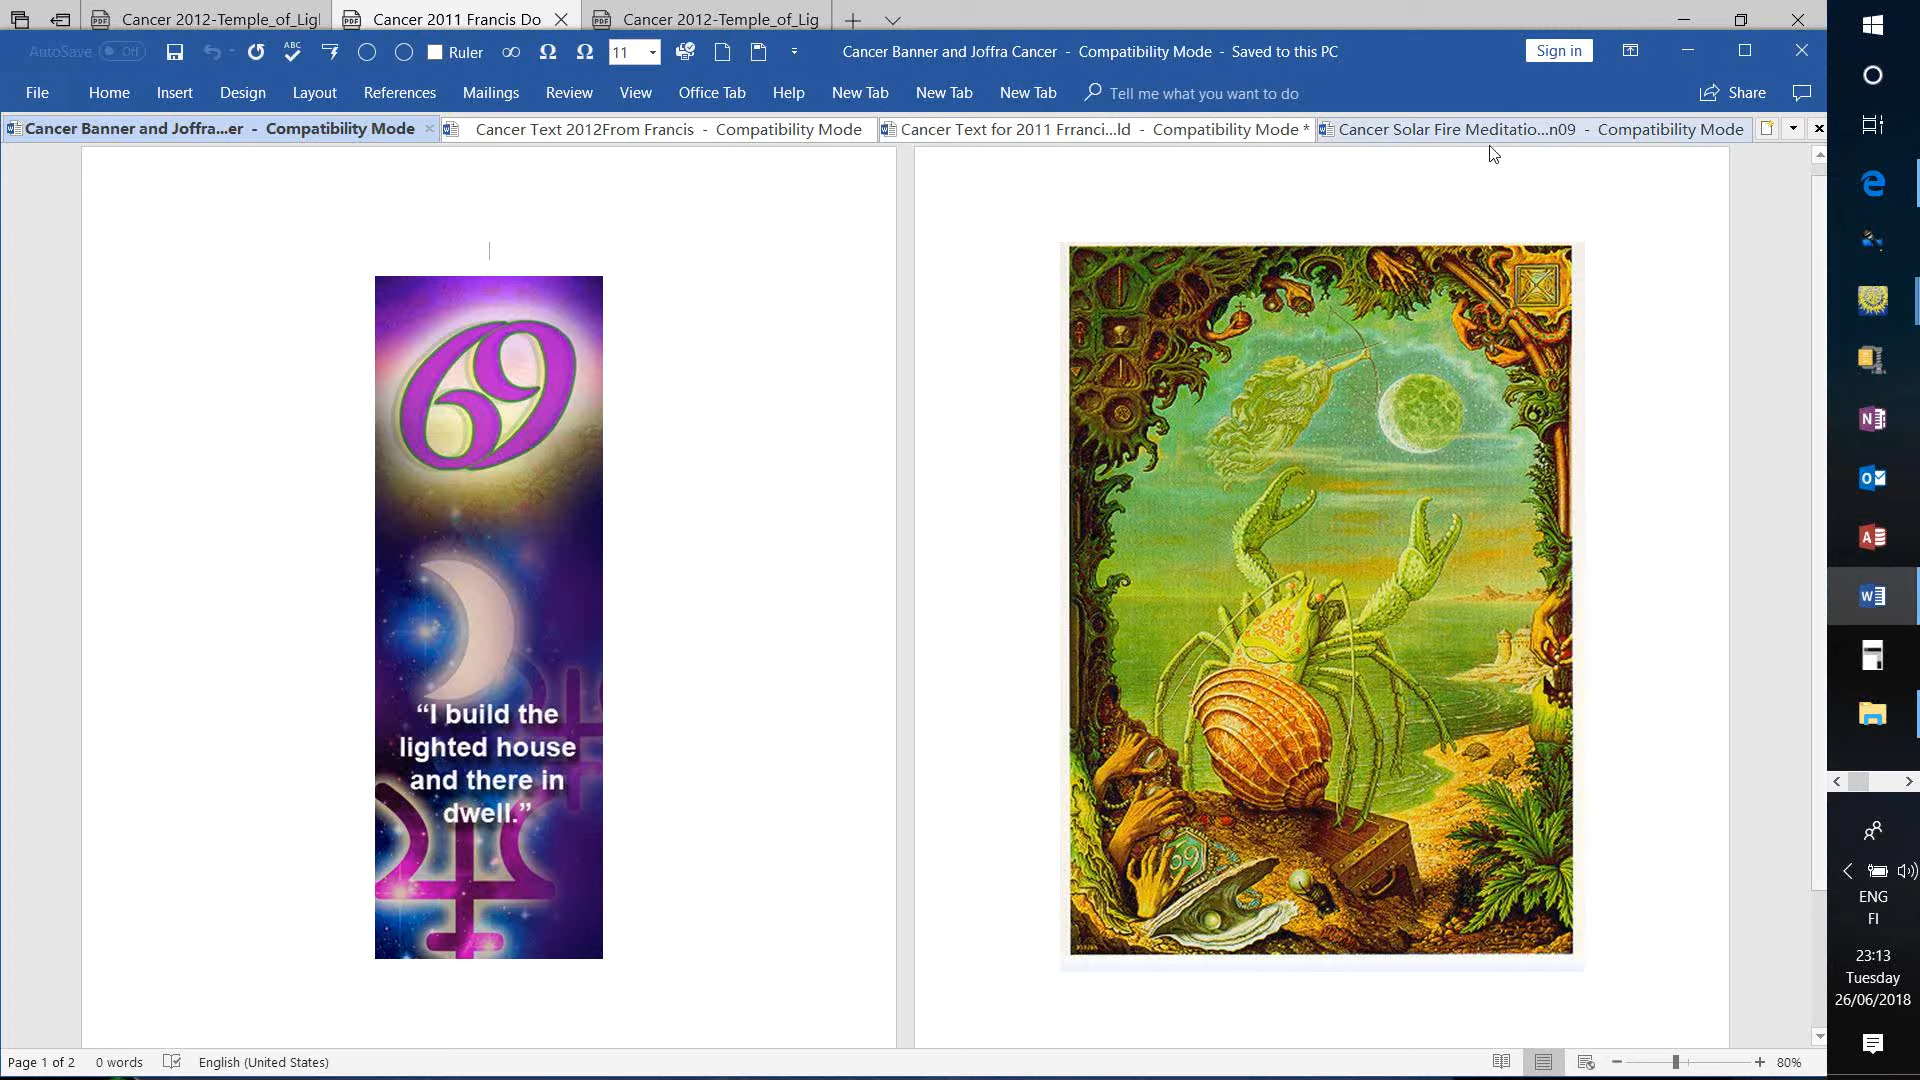 Cancer 2012-Temple_of_Lig
Cancer 2011 Francis Do
Cancer 2012-Temple_of_Lig
AutoSave Off
ABC
Ruler
11
Cancer Banner and Joffra Cancer - Compatibility Mode - Saved to this PC
Sign in
File Home Insert Design Layout References Mailings Review View Office Tab Help New Tab New Tab New Tab Tell me what you want to do
Share
Cancer Banner and Joffra...er - Compatibility Mode
Cancer Text 2012From Francis - Compatibility Mode
Cancer Text for 2011 Frranci...ld - Compatibility Mode *
Cancer Solar Fire Meditatio...n09 - Compatibility Mode
“I build the
lighted house
and there in
dwell.”
ENG
FI
23:13
Tuesday
26/06/2018
Page 1 of 2 0 words English (United States)
80%